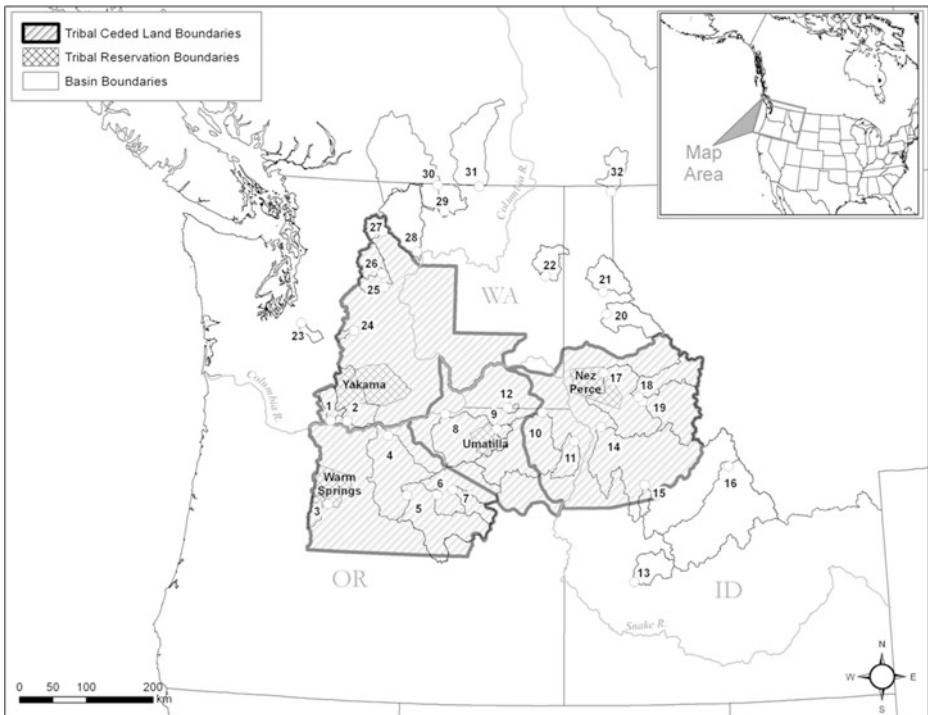 Tribal Ceded Land Boundaries
Tribal Reservation Boundaries
Basin Boundaries
Map
Area
30
31
32
29
Columbia R.
27
28
26
25
22
21
WA
20
23
24
Columbia R.
Yakama
Nez
Perce
17
18
19
1
2
12
9
8
Umatilla
10
11
14
4
Warm
Springs
3
6
7
5
15
16
13
OR
ID
Snake R.
0
50
100
200
km
N
W
E
S